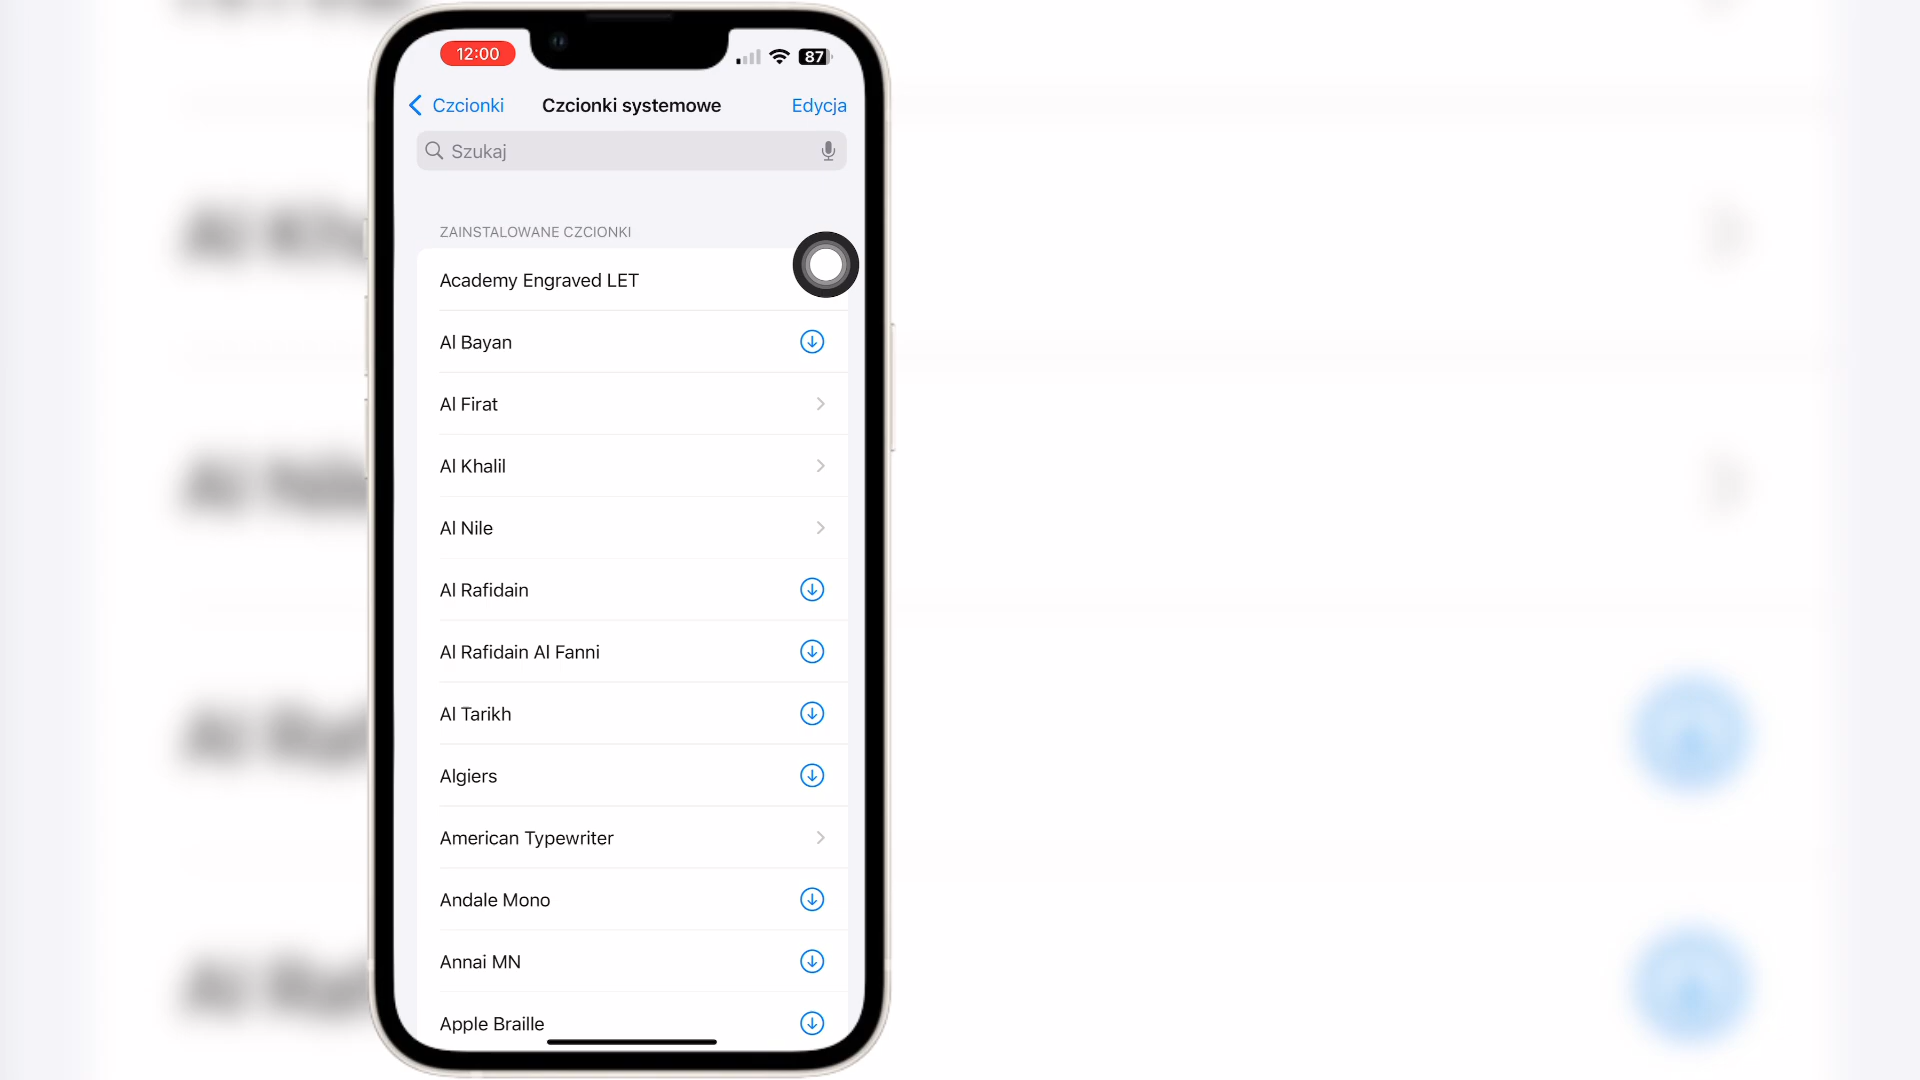 12:00
87
Czcionki
Czcionki systemowe
Edycja
Szukaj
ZAINSTALOWANE CZCIONKI
Academy Engraved LET
Al Bayan
Al Firat
Al Khalil
Al Nile
Al Rafidain
Al Rafidain Al Fanni
Al Tarikh
Algiers
American Typewriter
Andale Mono
Annai MN
Apple Braille